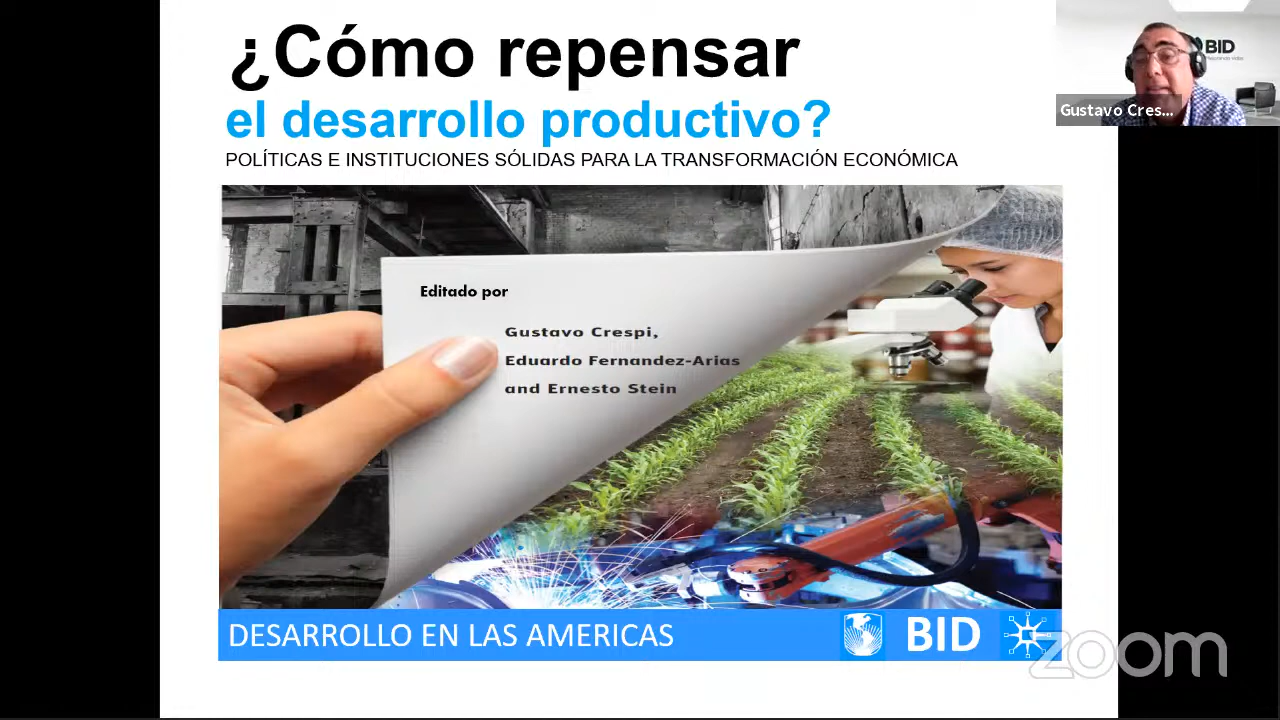 ¿Cómo repensar
el desarrollo productivo?
POLÍTICAS E INSTITUCIONES SÓLIDAS PARA LA TRANSFORMACIÓN ECONÓMICA
BID
Gustavo Cres...
Editado por
Gustavo Crespi,
Eduardo Fernandez-Arias
and Ernesto Stein
DESARROLLO EN LAS AMERICAS
BID
zoom